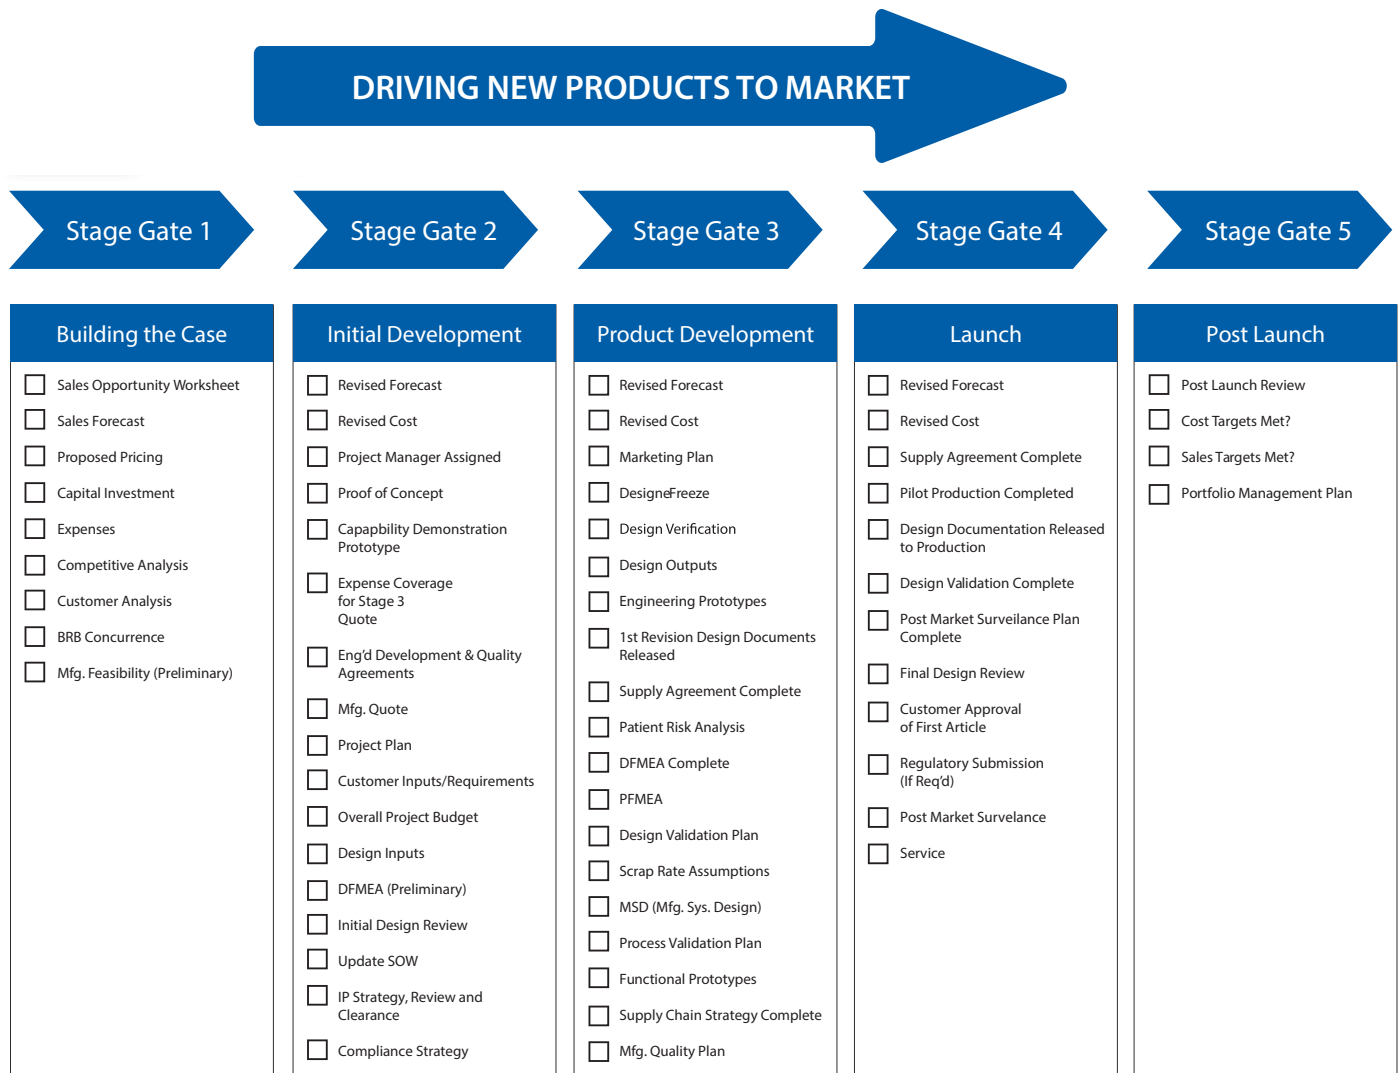 DRIVING NEW PRODUCTS TO MARKET
Stage Gate 1
Stage Gate 2
Stage Gate 3
Stage Gate 4
Stage Gate 5
Building the Case
Sales Opportunity Worksheet
Sales Forecast
Proposed Pricing
Capital Investment
Expenses
Competitive Analysis
Customer Analysis
BRB Concurrence
Mfg. Feasibility (Preliminary)
Initial Development
Revised Forecast
Revised Cost
Project Manager Assigned
Proof of Concept
Capapbility Demonstration
Prototype
Expense Coverage
for Stage 3
Quote
Eng'd Development & Quality
Agreements
Mfg. Quote
Project Plan
Customer Inputs/Requirements
Overall Project Budget
Design Inputs
DFMEA (Preliminary)
Initial Design Review
Update SOW
IP Strategy, Review and
Clearance
Compliance Strategy
Product Development
Revised Forecast
Revised Cost
Marketing Plan
DesigneFreeze
Design Verification
Design Outputs
Engineering Prototypes
1st Revision Design Documents
Released
Supply Agreement Complete
Patient Risk Analysis
DFMEA Complete
PFMEA
Design Validation Plan
Scrap Rate Assumptions
MSD (Mfg. Sys. Design)
Process Validation Plan
Functional Prototypes
Supply Chain Strategy Complete
Mfg. Quality Plan
Launch
Revised Forecast
Revised Cost
Supply Agreement Complete
Pilot Production Completed
Design Documentation Released
to Production
Design Validation Complete
Post Market Surveilance Plan
Complete
Final Design Review
Customer Approval
of First Article
Regulatory Submission
(If Req'd)
Post Market Survelance
Service
Post Launch
Post Launch Review
Cost Targets Met?
Sales Targets Met?
Portfolio Management Plan